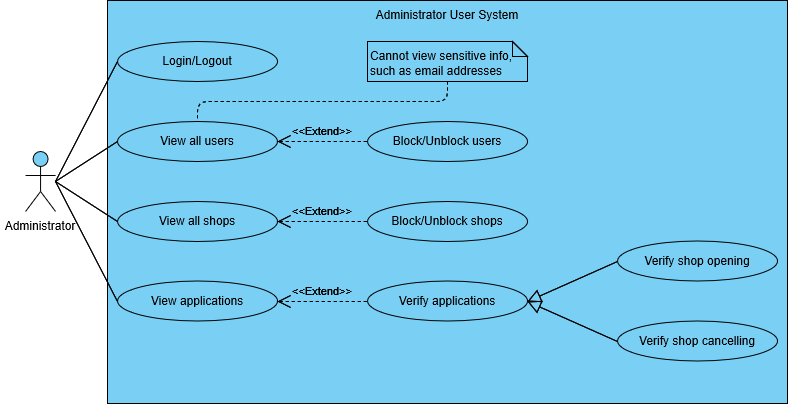 Administrator User System
Login/Logout
Cannot view sensitive info,
such as email addresses
View all users
<<Extend>>
Block/Unblock users
Administrator
View all shops
<<Extend>>
Block/Unblock shops
View applications
<<Extend>>
Verify applications
Verify shop opening
Verify shop cancelling